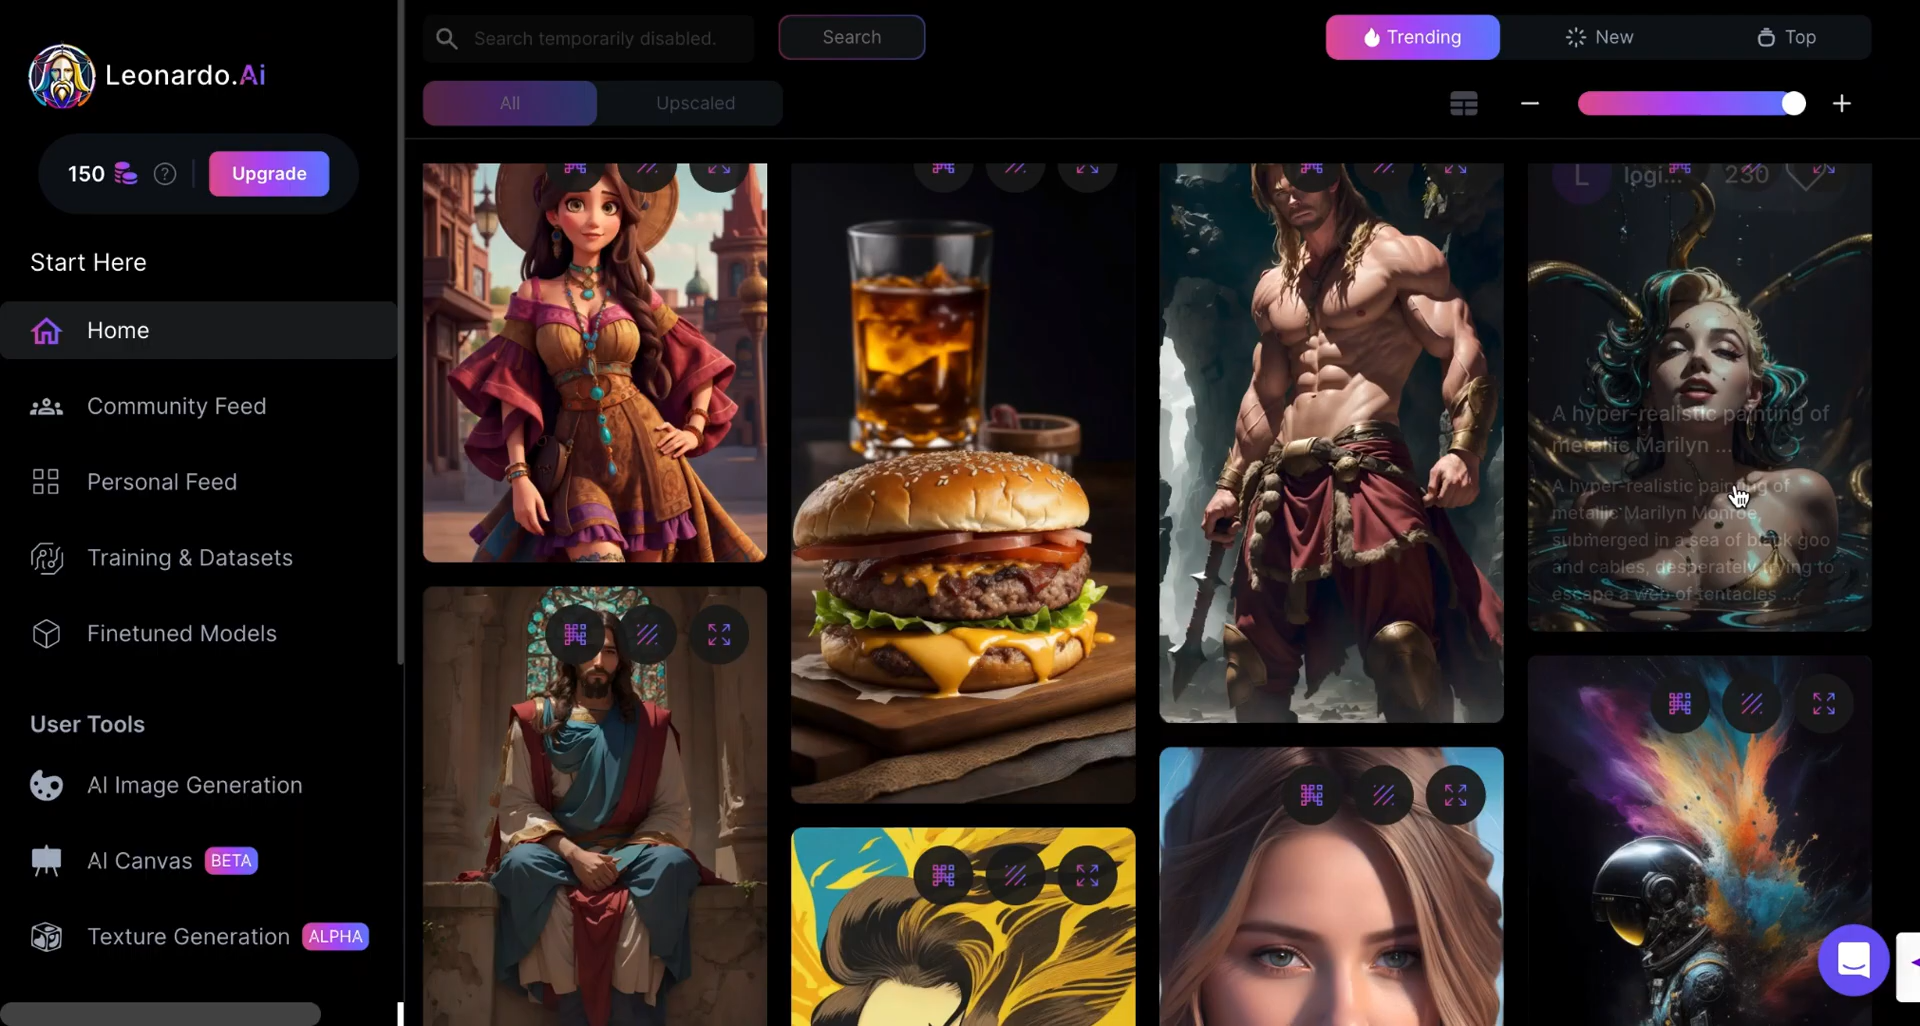 Leonardo.Ai
150
?
Upgrade
Start Here
Home
Community Feed
Personal Feed
Training & Datasets
Finetuned Models
User Tools
AI Image Generation
AI Canvas BETA
Texture Generation ALPHA
Search temporarily disabled.
Search
Trending
New
Top
All
Upscaled
L logi... 230
A hyper-realistic painting of
metallic Marilyn ...
A hyper-realistic painting of
metallic Marilyn Monroe,
submerged in a sea of black goo
and cables, desperately trying to
escape a web of tentacles ...